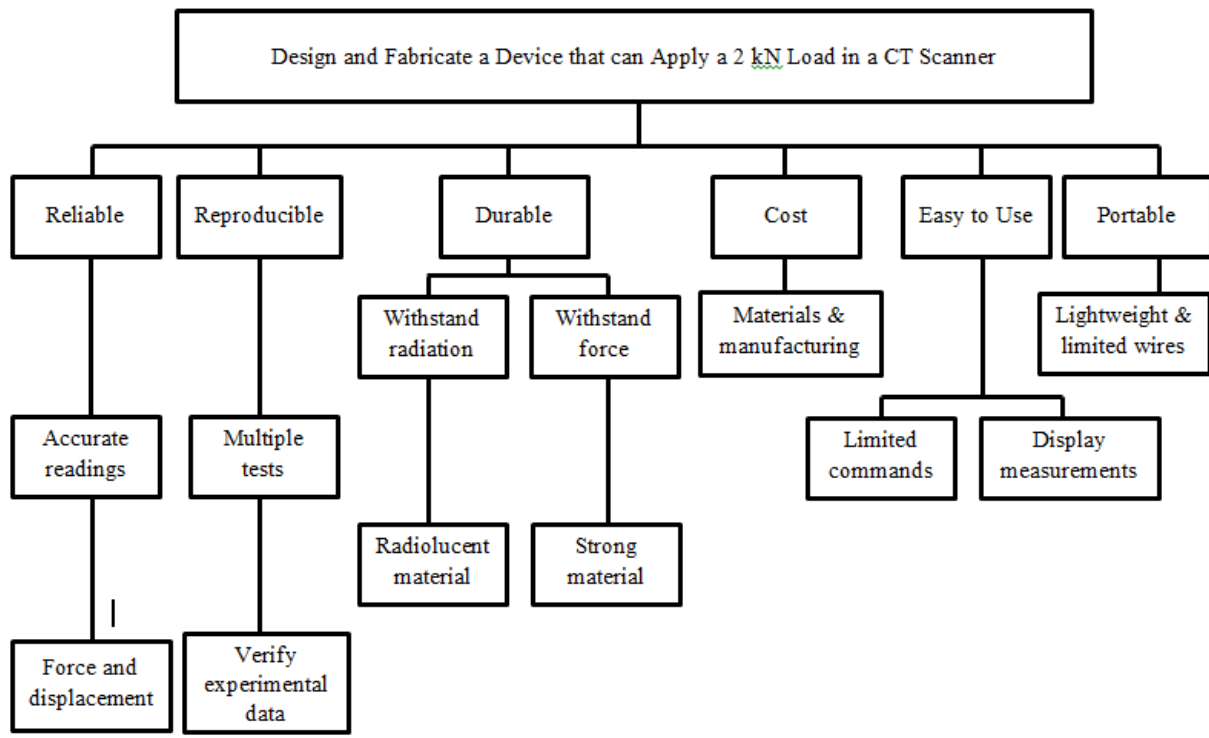 Design and Fabricate a Device that can Apply a 2 kN Load in a CT Scanner
Reliable
Reproducible
Durable
Cost
Easy to Use
Portable
Withstand
radiation
Withstand
force
Materials &
manufacturing
Lightweight &
limited wires
Accurate
readings
Multiple
tests
Limited
commands
Display
measurements
Radiolucent
material
Strong
material
Force and
displacement
Verify
experimental
data